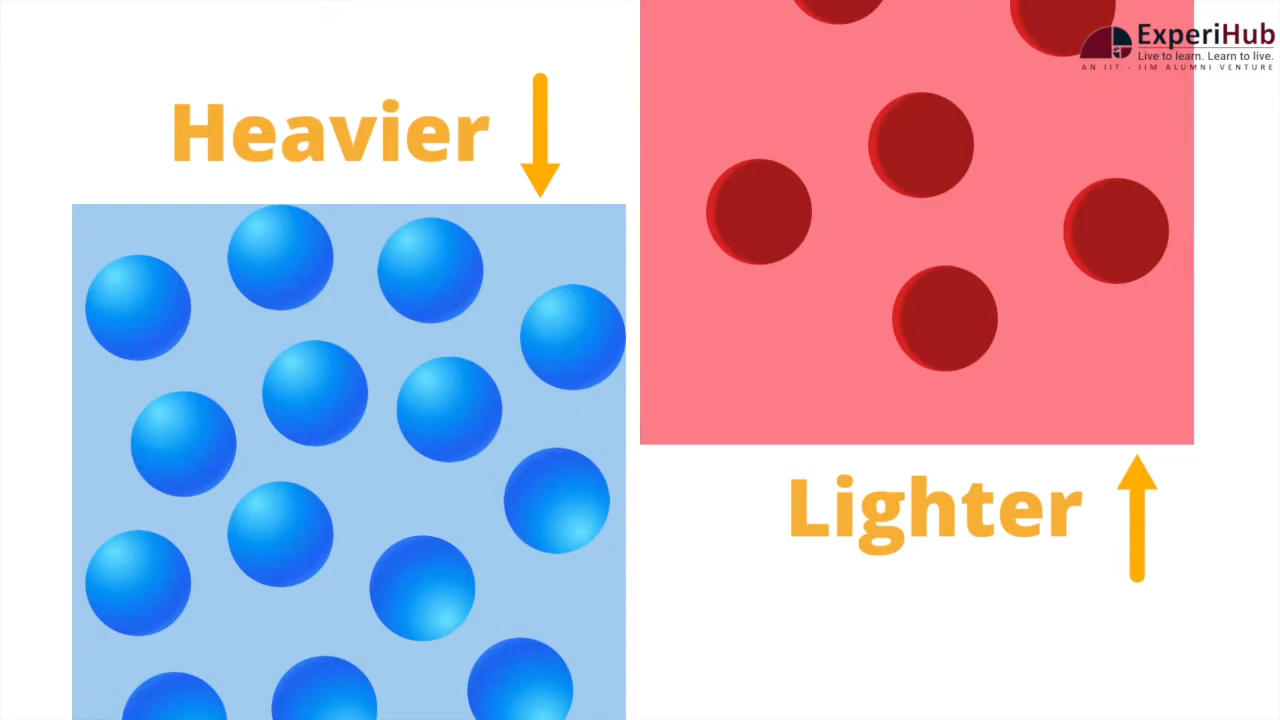 Heavier
ExperiHub
Live to learn. Learn to live.
AN IIT - IIM ALUMNI VENTURE
Lighter